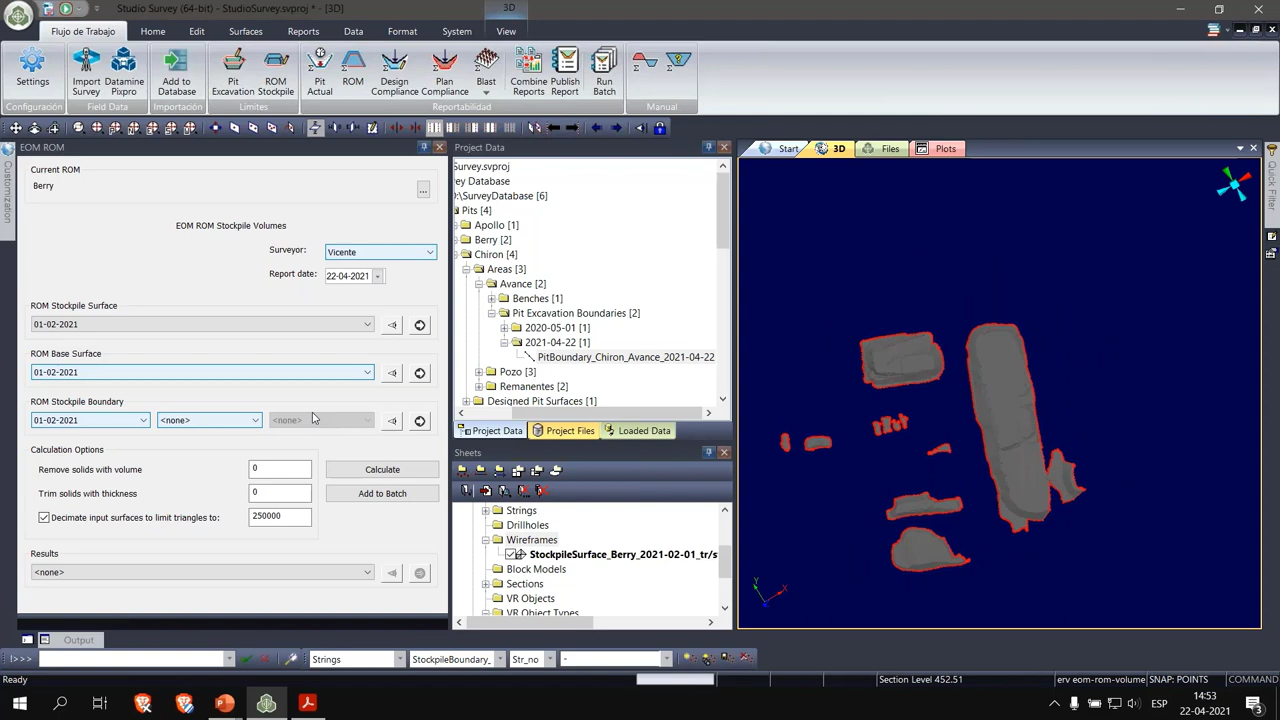 Studio Survey (64-bit) - StudioSurvey.svproj - [3D]
3D
Flujo de Trabajo
Home
Edit
Surfaces
Reports
Data
Format
System
View
Settings
Import Survey
Datamine Pixpro
Add to Database
Pit Excavation
ROM Stockpile
Pit Actual
ROM
Design Compliance
Plan Compliance
Blast
Combine Reports
Publish Report
Run Batch
Configuración
Field Data
Importación
Limites
Reportabilidad
Manual
EOM ROM
Customization
Current ROM
Berry
...
EOM ROM Stockpile Volumes
Surveyor:
Vicente
Report date:
22-04-2021
ROM Stockpile Surface
01-02-2021
ROM Base Surface
01-02-2021
ROM Stockpile Boundary
01-02-2021
<none>
<none>
Calculation Options
Remove solids with volume
0
Calculate
Trim solids with thickness
0
Add to Batch
Decimate input surfaces to limit triangles to:
250000
Results
<none>
Project Data
Survey.svproj
vey Database
):\SurveyDatabase [6]
Pits [4]
Apollo [1]
Berry [2]
Chiron [4]
Areas [3]
Avance [2]
Benches [1]
Pit Excavation Boundaries [2]
2020-05-01 [1]
2021-04-22 [1]
PitBoundary_Chiron_Avance_2021-04-22
Pozo [1]
Remanentes [2]
Designed Pit Surfaces [1]
Project Data
Project Files
Loaded Data
Sheets
Strings
Drillholes
Wireframes
StockpileSurface_Berry_2021-02-01_tr/s
Block Models
Sections
VR Objects
VR Object Types
Start
3D
Files
Plots
Quick Filter
Y
X
Output
!>>>
Strings
StockpileBoundary_
Str_no
-
Ready
Section Level 452.51
erv eom-rom-volume
SNAP: POINTS
COMMAND
ESP
14:53
22-04-2021
3